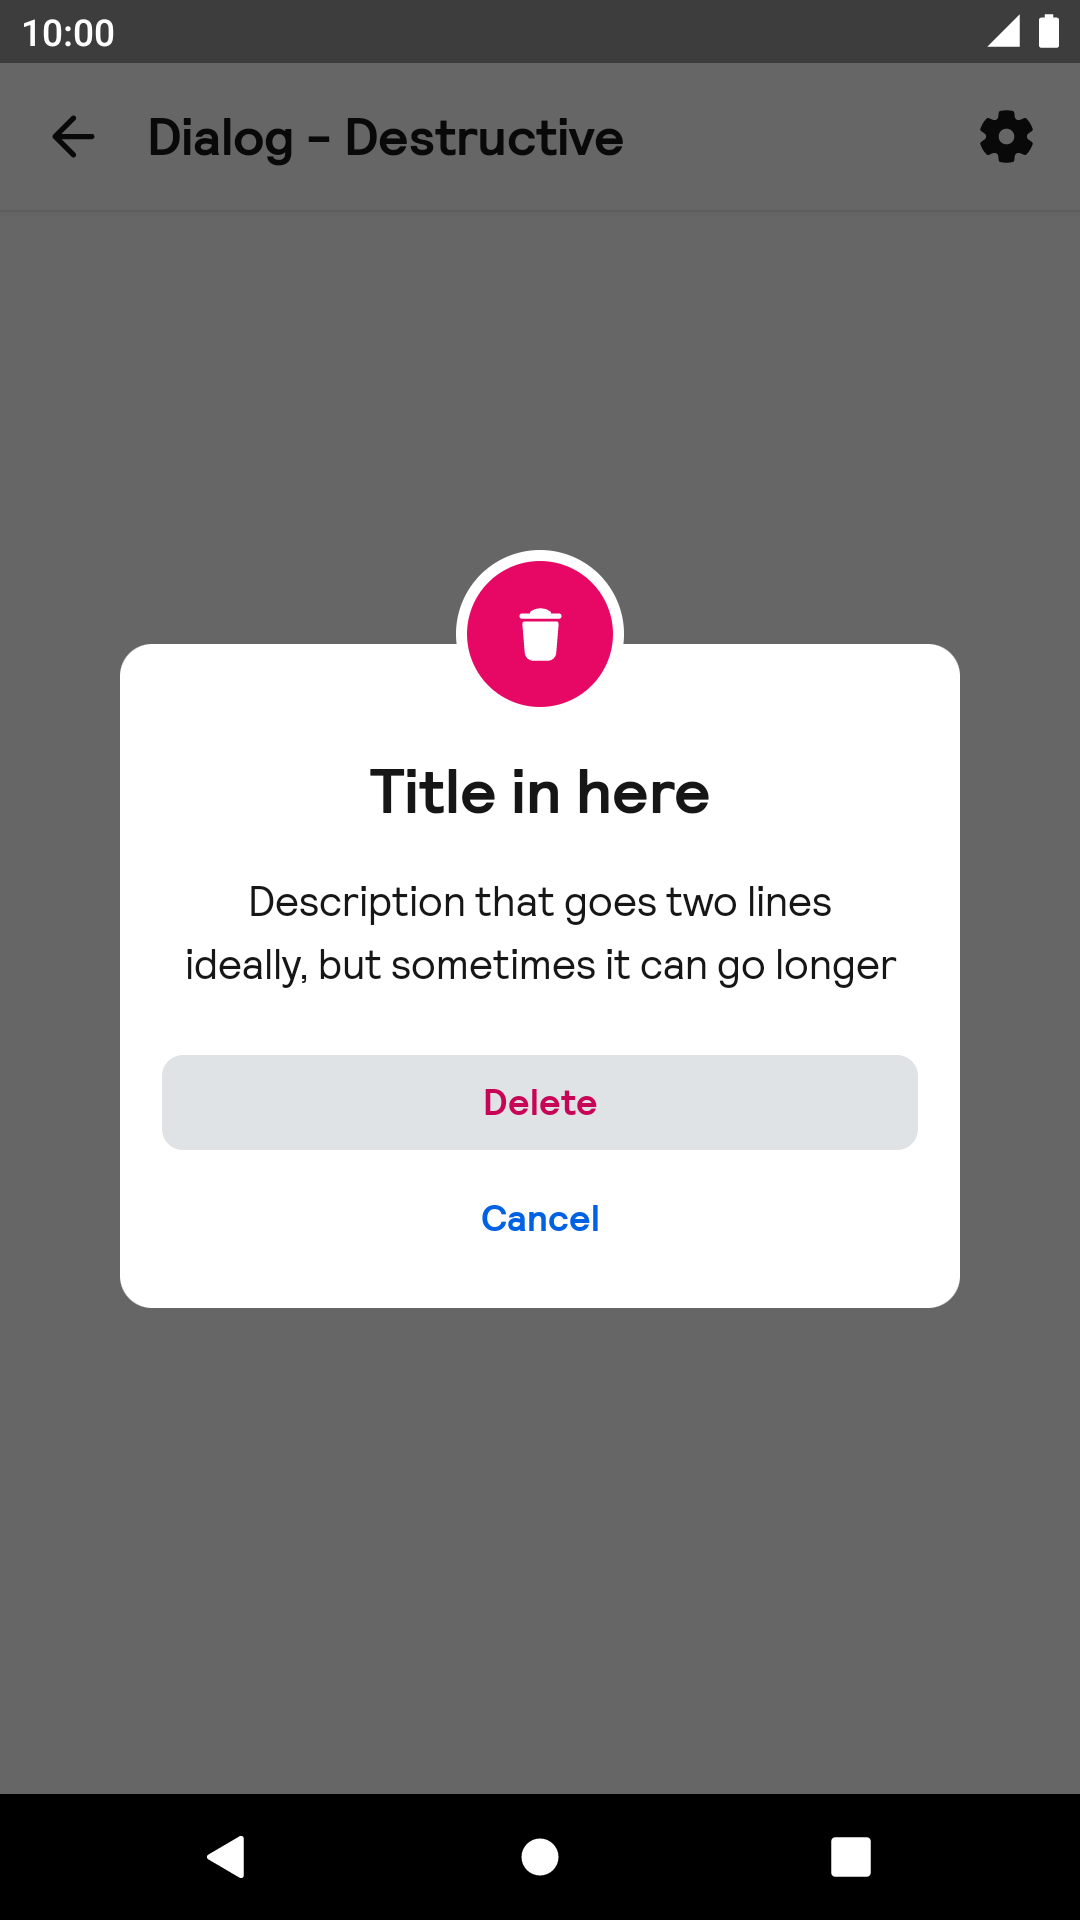 10:00
Dialog - Destructive
Title in here
Description that goes two lines
ideally, but sometimes it can go longer
Delete
Cancel